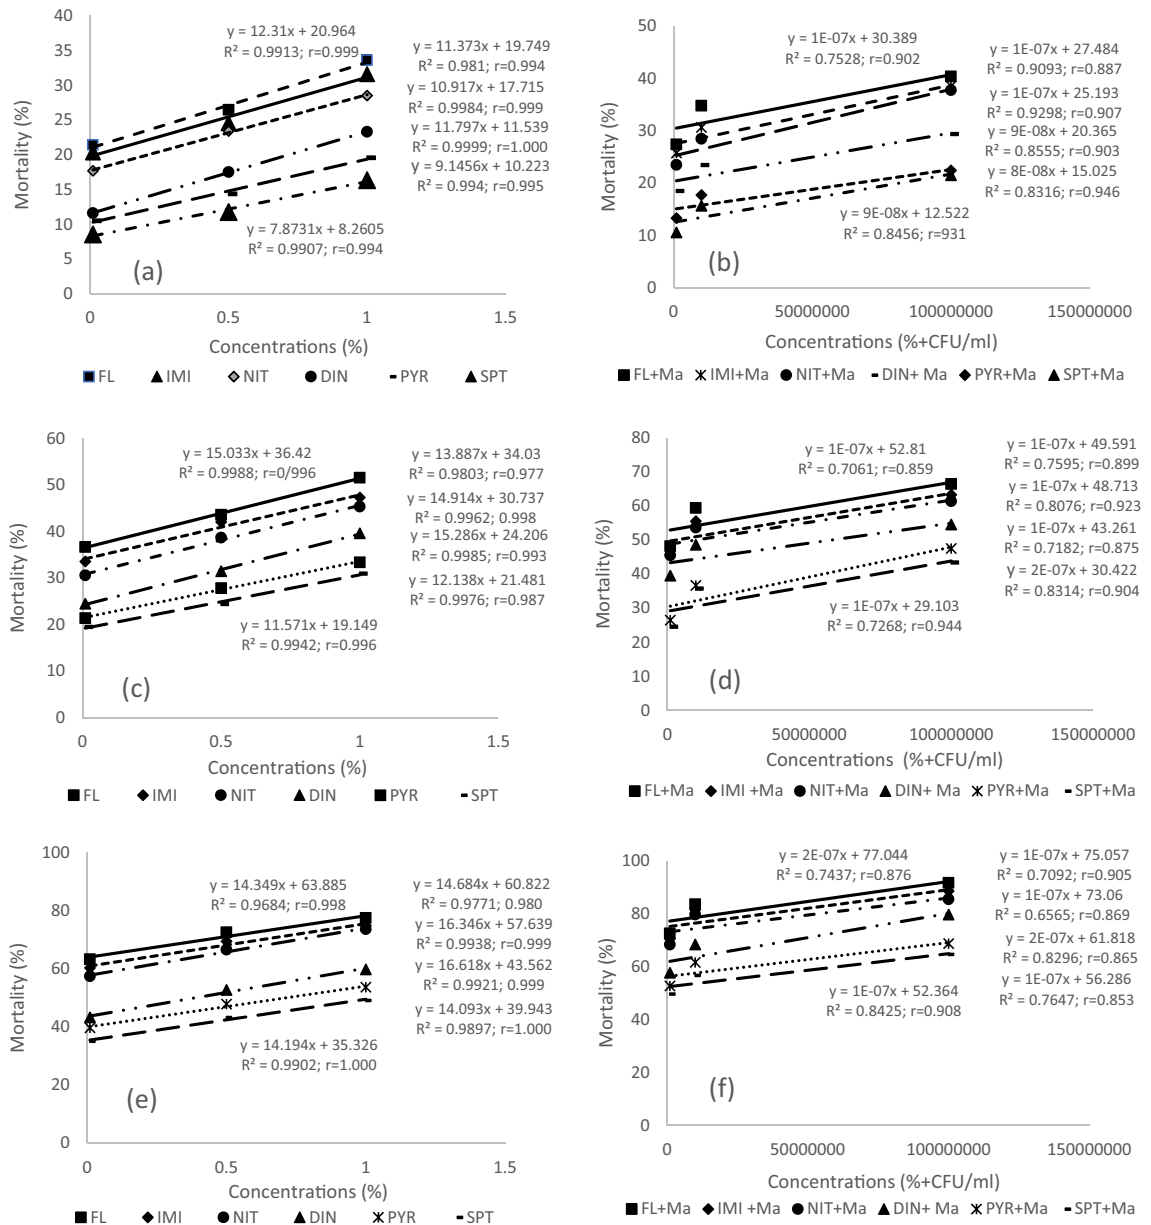 y = 12.31x + 20.964
R² = 0.9913; r=0.999
y = 11.373x + 19.749
R² = 0.981; r=0.994
y = 10.917x + 17.715
R² = 0.9984; r=0.999
y = 11.797x + 11.539
R² = 0.9999; r=1.000
y = 9.1456x + 10.223
R² = 0.994; r=0.995
y = 7.8731x + 8.2605
R² = 0.9907; r=0.994
Mortality (%)
40
35
30
25
20
15
10
5
0
(a)
0 0.5 1 1.5
Concentrations (%)
FL IMI NIT DIN PYR SPT
y = 1E-07x + 30.389
R² = 0.7528; r=0.902
y = 1E-07x + 27.484
R² = 0.9093; r=0.887
y = 1E-07x + 25.193
R² = 0.9298; r=0.907
y = 9E-08x + 20.365
R² = 0.8555; r=0.903
y = 8E-08x + 15.025
R² = 0.8316; r=0.946
y = 9E-08x + 12.522
R² = 0.8456; r=931
Mortality (%)
50
40
30
20
10
0
(b)
0 50000000 100000000 150000000
Concentrations (%+CFU/ml)
FL+Ma IMI+Ma NIT+Ma DIN+ Ma PYR+Ma SPT+Ma
y = 15.033x + 36.42
R² = 0.9988; r=0/996
y = 13.887x + 34.03
R² = 0.9803; r=0.977
y = 14.914x + 30.737
R² = 0.9962; 0.998
y = 15.286x + 24.206
R² = 0.9985; r=0.993
y = 12.138x + 21.481
R² = 0.9976; r=0.987
y = 11.571x + 19.149
R² = 0.9942; r=0.996
Mortality (%)
60
50
40
30
20
10
0
(c)
0 0.5 1 1.5
Concentrations (%)
FL IMI NIT DIN PYR SPT
y = 1E-07x + 52.81
R² = 0.7061; r=0.859
y = 1E-07x + 49.591
R² = 0.7595; r=0.899
y = 1E-07x + 48.713
R² = 0.8076; r=0.923
y = 1E-07x + 43.261
R² = 0.7182; r=0.875
y = 2E-07x + 30.422
R² = 0.8314; r=0.904
y = 1E-07x + 29.103
R² = 0.7268; r=0.944
Mortality (%)
80
70
60
50
40
30
20
10
0
(d)
0 50000000 100000000 150000000
Concentrations (%+CFU/ml)
FL+Ma IMI +Ma NIT+Ma DIN+ Ma PYR+Ma SPT+Ma
y = 14.349x + 63.885
R² = 0.9684; r=0.998
y = 14.684x + 60.822
R² = 0.9771; 0.980
y = 16.346x + 57.639
R² = 0.9938; r=0.999
y = 16.618x + 43.562
R² = 0.9921; 0.999
y = 14.093x + 39.943
R² = 0.9897; r=1.000
y = 14.194x + 35.326
R² = 0.9902; r=1.000
Mortality (%)
100
80
60
40
20
0
(e)
0 0.5 1 1.5
Concentrations (%)
FL IMI NIT DIN PYR SPT
y = 2E-07x + 77.044
R² = 0.7437; r=0.876
y = 1E-07x + 75.057
R² = 0.7092; r=0.905
y = 1E-07x + 73.06
R² = 0.6565; r=0.869
y = 2E-07x + 61.818
R² = 0.8296; r=0.865
y = 1E-07x + 56.286
R² = 0.7647; r=0.853
y = 1E-07x + 52.364
R² = 0.8425; r=0.908
Mortality (%)
100
80
60
40
20
0
(f)
0 50000000 100000000 150000000
Concentrations (%+CFU/ml)
FL+Ma IMI +Ma NIT+Ma DIN+ Ma PYR+Ma SPT+Ma